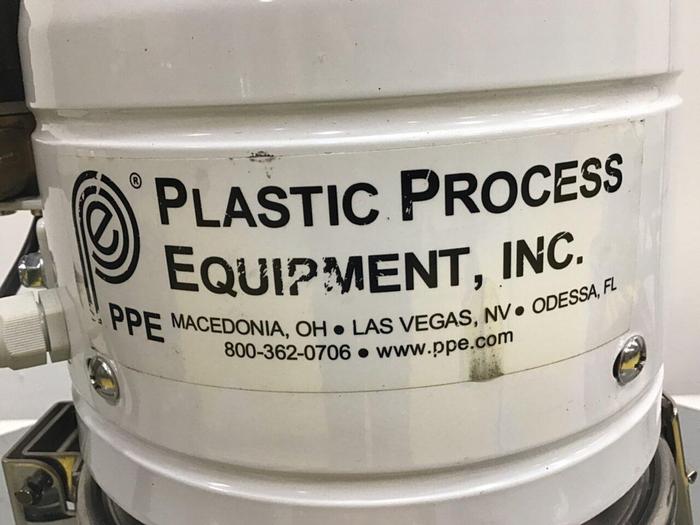 ®
PLASTIC PROCESS
EQUIPMENT, INC.
PPE MACEDONIA, OH • LAS VEGAS, NV • ODESSA, FL
800-362-0706 • www.ppe.com